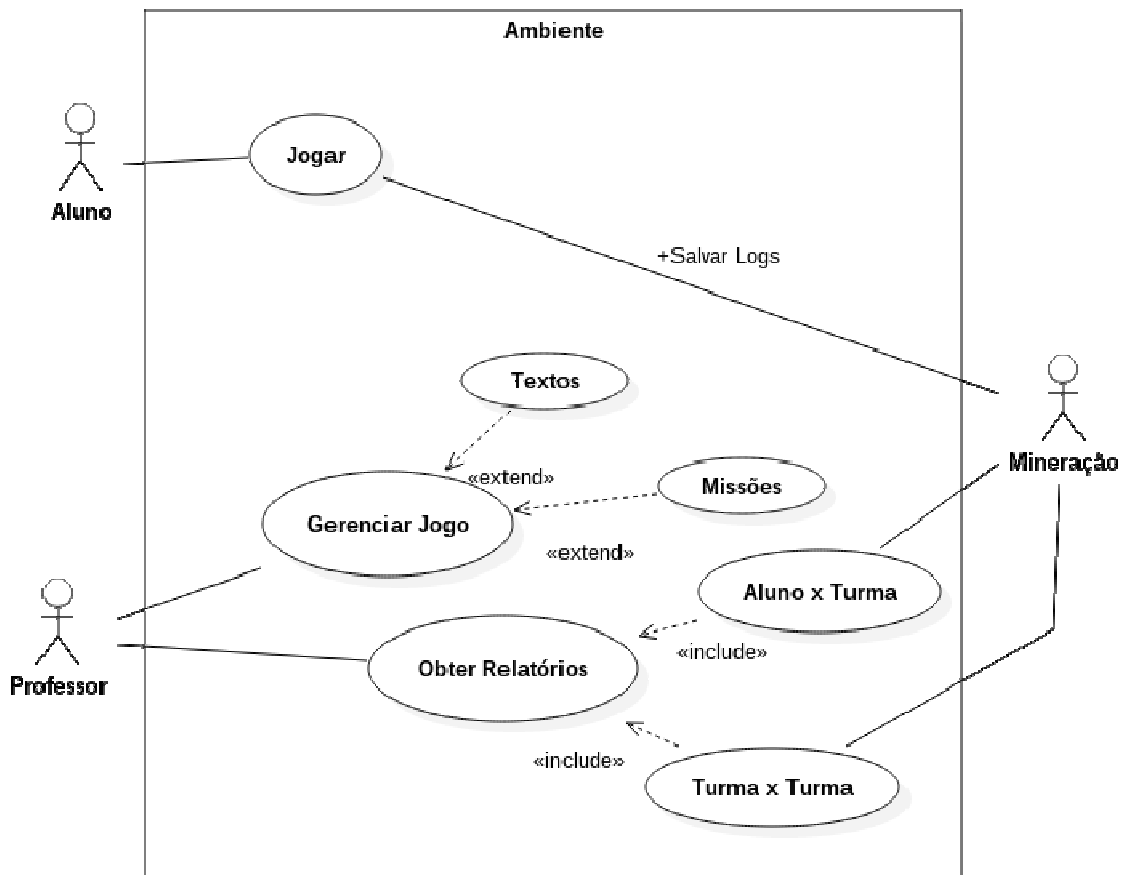 Ambiente
Jogar
Aluno
+Salvar Logs
Textos
«extend»
Missões
Mineração
Gerenciar Jogo
«extend»
Aluno x Turma
«include»
Professor
Obter Relatórios
«include»
Turma x Turma